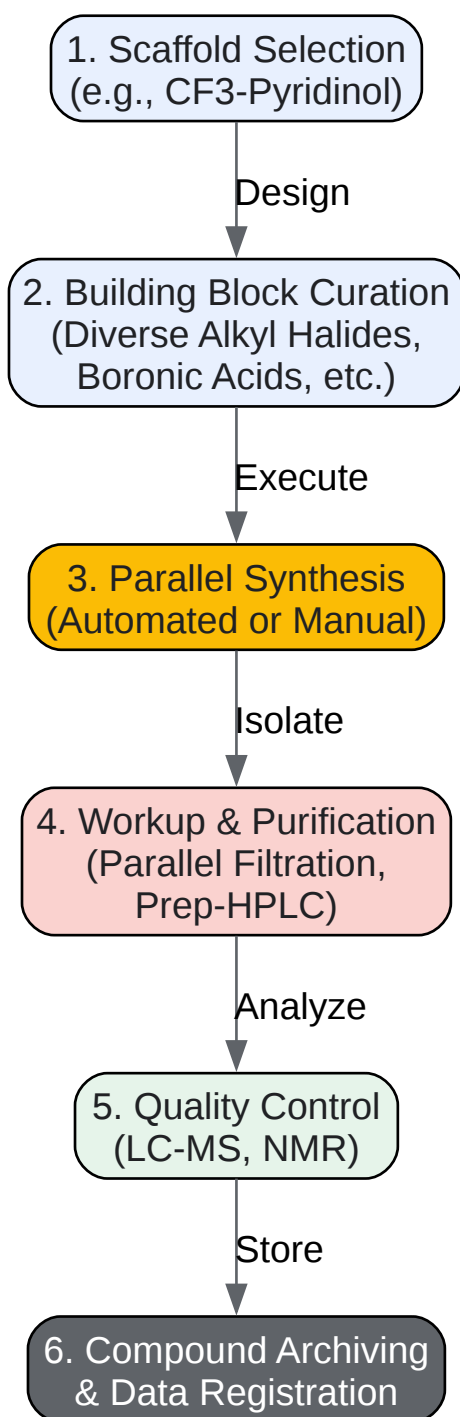 1. Scaffold Selection
(e.g., CF3-Pyridinol)
Design
2. Building Block Curation
(Diverse Alkyl Halides,
Boronic Acids, etc.)
Execute
3. Parallel Synthesis
(Automated or Manual)
Isolate
4. Workup & Purification
(Parallel Filtration,
Prep-HPLC)
Analyze
5. Quality Control
(LC-MS, NMR)
Store
6. Compound Archiving
& Data Registration